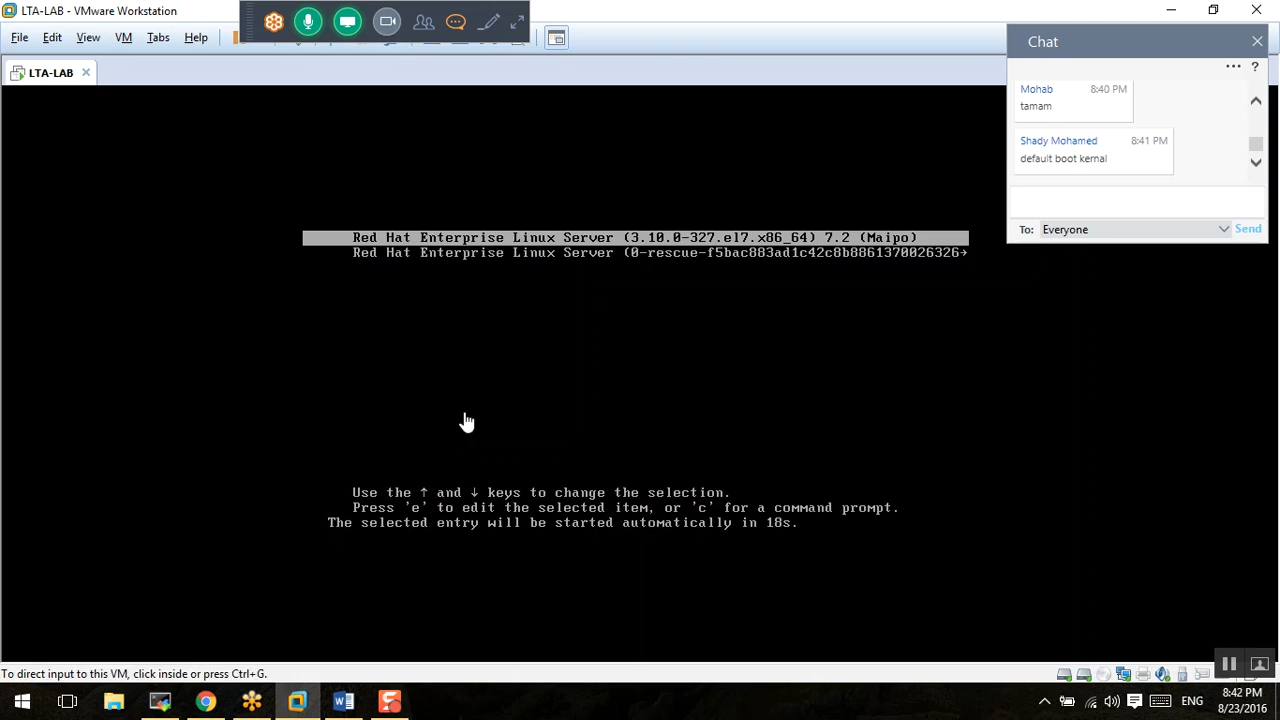 LTA-LAB - VMware Workstation
File Edit View VM Tabs Help
LTA-LAB
Chat
?
Mohab 8:40 PM
tamam
Shady Mohamed 8:41 PM
default boot kernal
To: Everyone Send
Red Hat Enterprise Linux Server (3.10.0-327.el7.x86_64) 7.2 (Maipo)
Red Hat Enterprise Linux Server (0-rescue-f5bac883ad1c42c8b8861370026326→
Use the ↑ and ↓ keys to change the selection.
Press 'e' to edit the selected item, or 'c' for a command prompt.
The selected entry will be started automatically in 18s.
To direct input to this VM, click inside or press Ctrl+G.
ENG
8:42 PM
8/23/2016